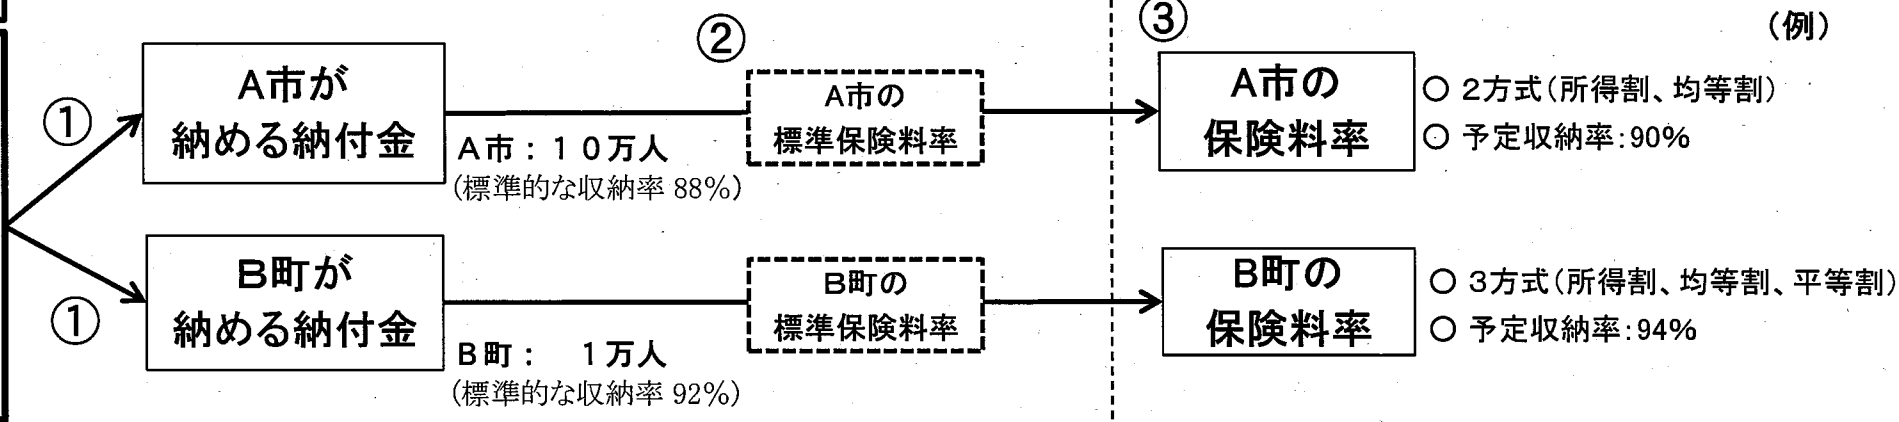 (例)
①
A市が
納める納付金
A市：１０万人
(標準的な収納率 88%)
②
A市の
標準保険料率
③
A市の
保険料率
○ 2方式(所得割、均等割)
○ 予定収納率:90%
①
B町が
納める納付金
B町：　１万人
(標準的な収納率 92%)
B町の
標準保険料率
B町の
保険料率
○ 3方式(所得割、均等割、平等割)
○ 予定収納率:94%